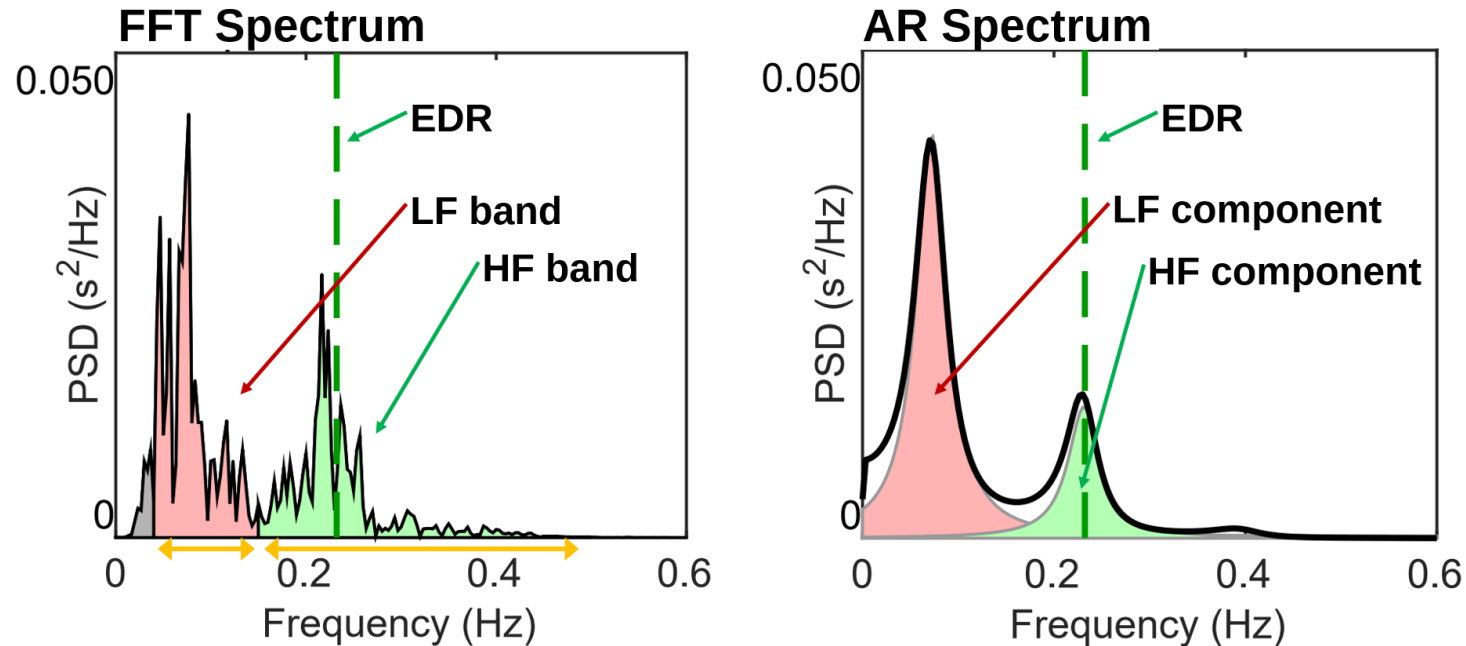 FFT Spectrum
0.050
EDR
LF band
HF band
PSD (s²/Hz)
0
0 0.2 0.4 0.6
Frequency (Hz)
AR Spectrum
0.050
EDR
LF component
HF component
PSD (s²/Hz)
0
0 0.2 0.4 0.6
Frequency (Hz)